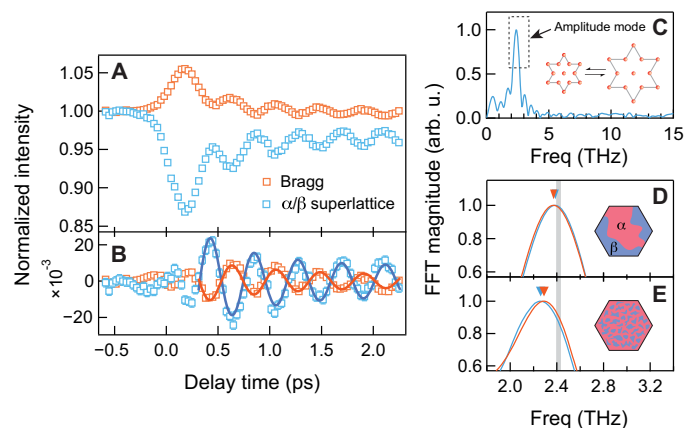 A
1.05
1.00
0.95
0.90
0.85
Normalized intensity
Bragg
α/β superlattice
B
20
0
−20
×10⁻³
−0.5 0.0 0.5 1.0 1.5 2.0
Delay time (ps)
C
Amplitude mode
1.0
0.5
0.0
0 5 10 15
Freq (THz)
FFT magnitude (arb. u.)
D
1.0
0.8
0.6
α
β
E
1.0
0.8
0.6
2.0 2.4 2.8 3.2
Freq (THz)